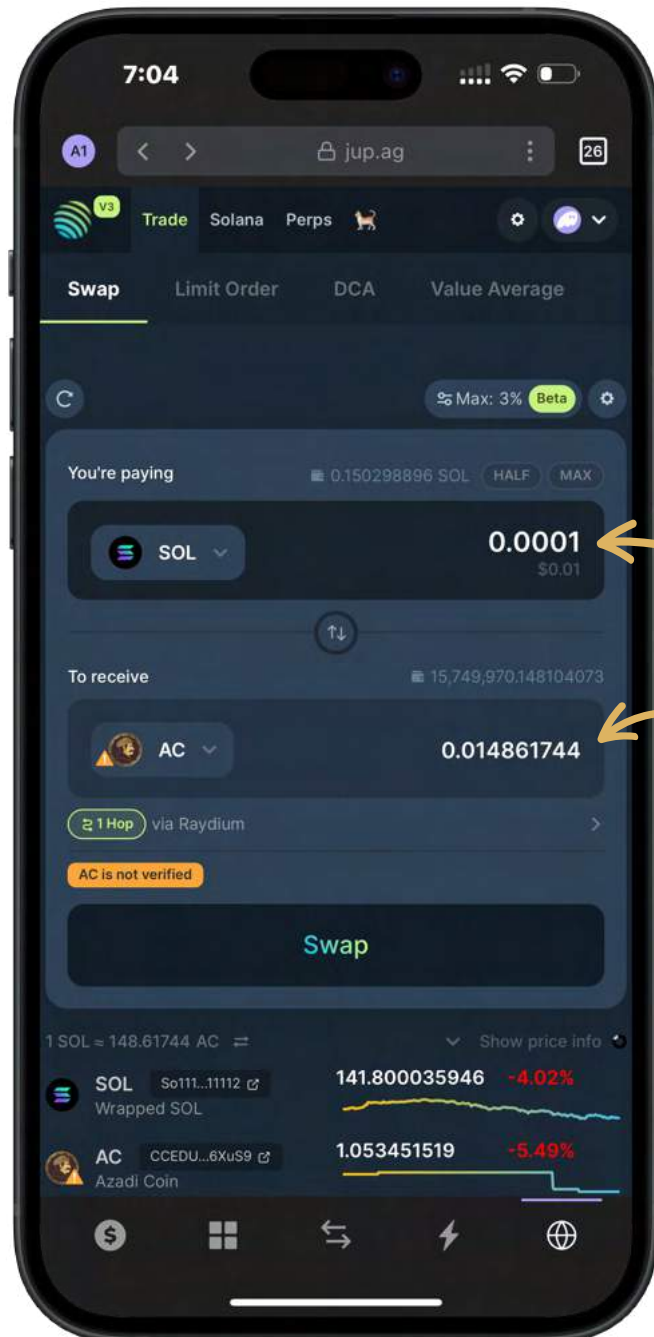 7:04
A1
jup.ag
26
V3
Trade Solana Perps
Swap Limit Order DCA Value Average
Max: 3% Beta
You're paying 0.150298896 SOL HALF MAX
SOL 0.0001
$0.01
To receive 15,749,970.148104073
AC 0.014861744
1 Hop via Raydium
AC is not verified
Swap
1 SOL ≈ 148.61744 AC Show price info
SOL So111...11112 141.800035946 -4.02%
Wrapped SOL
AC CCEDU...6XuS9 1.053451519 -5.49%
Azadi Coin